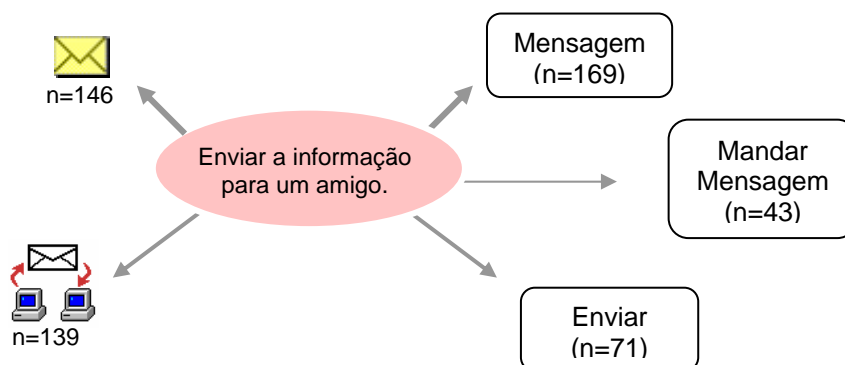 n=146
Mensagem
(n=169)
Enviar a informação
para um amigo.
Mandar
Mensagem
(n=43)
n=139
Enviar
(n=71)